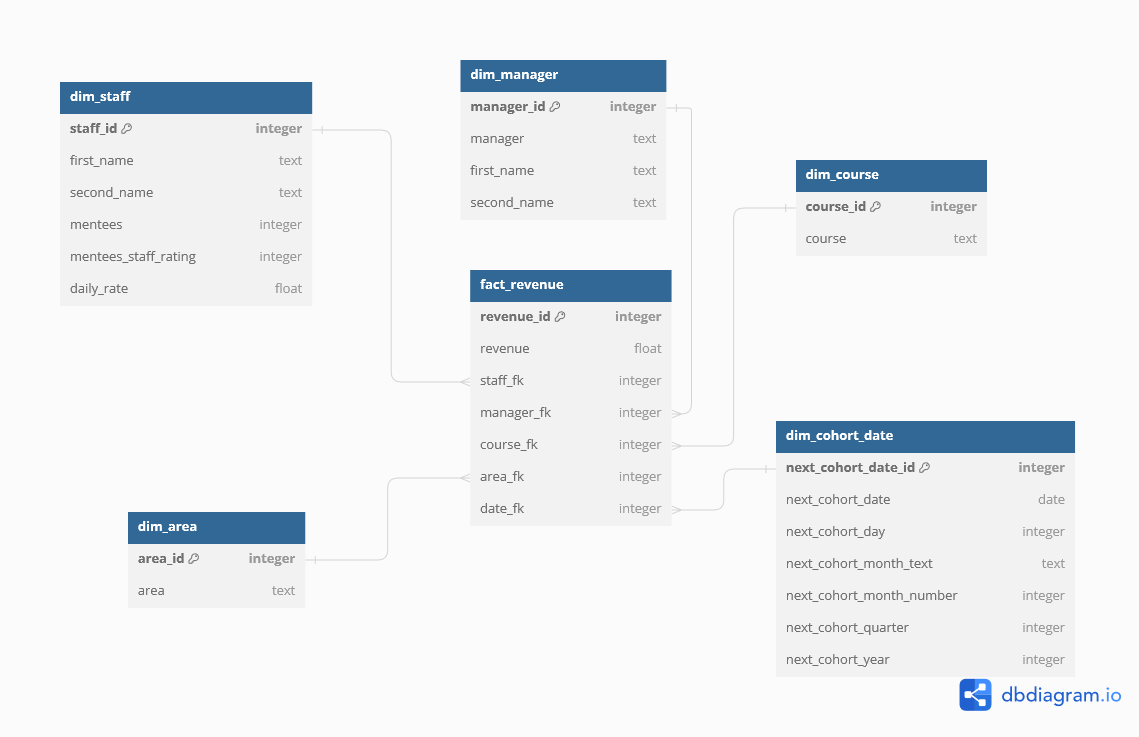 dim_staff
staff_id integer
first_name text
second_name text
mentees integer
mentees_staff_rating integer
daily_rate float
dim_manager
manager_id integer
manager text
first_name text
second_name text
dim_course
course_id integer
course text
fact_revenue
revenue_id integer
revenue float
staff_fk integer
manager_fk integer
course_fk integer
area_fk integer
date_fk integer
dim_area
area_id integer
area text
dim_cohort_date
next_cohort_date_id integer
next_cohort_date date
next_cohort_day integer
next_cohort_month_text text
next_cohort_month_number integer
next_cohort_quarter integer
next_cohort_year integer
dbdiagram.io